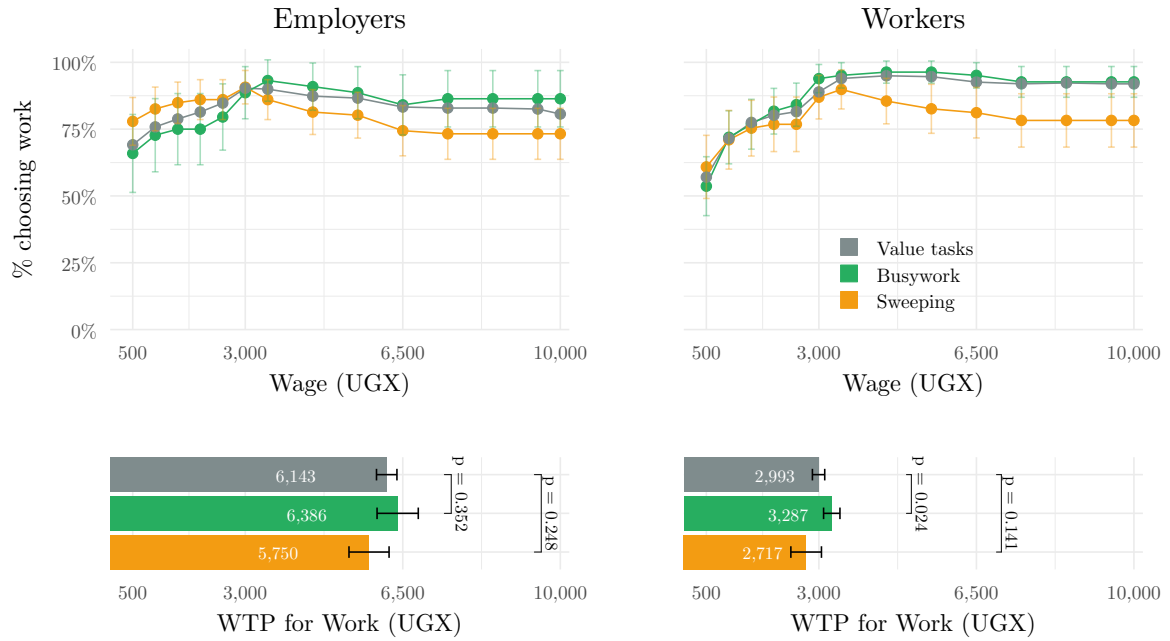 Employers
Workers
% choosing work
100%
75%
50%
25%
0%
500
3,000
6,500
10,000
Wage (UGX)
Value tasks
Busywork
Sweeping
500
3,000
6,500
10,000
Wage (UGX)
6,143
6,386
5,750
p = 0.352
p = 0.248
500
3,000
6,500
10,000
WTP for Work (UGX)
2,993
3,287
2,717
p = 0.024
p = 0.141
500
3,000
6,500
10,000
WTP for Work (UGX)